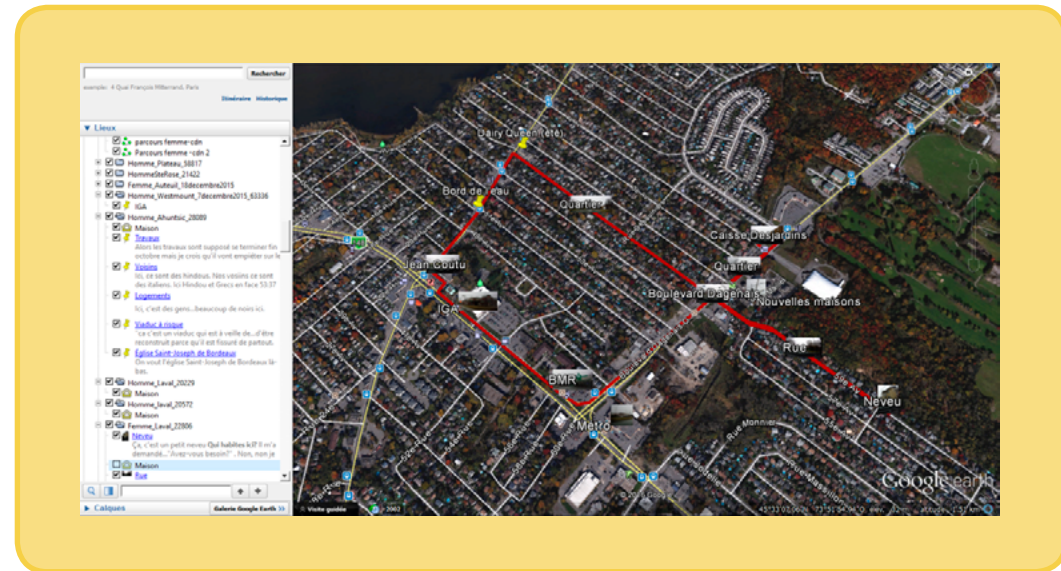 Rechercher
exemple: 4 Quai François Mitterrand, Paris
Itinéraire Historique
Lieux
parcours femme-cdn
Parcours femme -cdn 2
Homme_Plateau_58817
HommeSteRose_21422
Femme_Auteuil_18decembre2015
Homme_Westmount_7decembre2015_63336
IGA
Homme_Ahuntsic_28089
Maison
Travaux
Alors les travaux sont supposé se terminer fin
octobre mais je crois qu'il vont empiéter sur le
Voisins
Ici, ce sont des hindous. Nos voisins ce sont
des italiens. Ici Hindou et Grecs en face 53,37
Logements
Ici, c'est des gens...beaucoup de noirs ici.
Viaduc à risque
ca c'est un viaduc qui est à veille de...d'être
reconstruit parce qu'il est fissuré de partout.
Église Saint-Joseph de Bordeaux
On vout l'église Saint-Joseph de Bordeaux là-
bas.
Homme_Laval_20229
Maison
Homme_laval_20572
Maison
Femme_Laval_22806
Neveu
Ça, c'est un petit neveu Qui habites ici? Il m'a
demandé..."Avez-vous besoin?" . Non, non je
Maison
Rue
Calques
Galerie Google Earth >>
Dairy Queen (été)
Bord de l'eau
Quartier
Caisse Desjardins
Jean Coutu
Quartier
Boulevard Dagenais
Nouvelles maisons
IGA
Rue
BMR
Neveu
Métro
Rue Monnier
Google earth
Visite guidée
2002